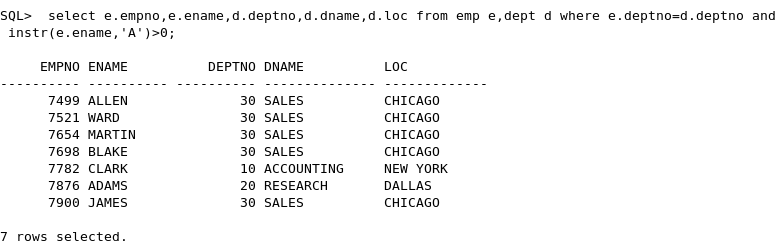 SQL>  select e.empno,e.ename,d.deptno,d.dname,d.loc from emp e,dept d where e.deptno=d.deptno and
 instr(e.ename,'A')>0;

     EMPNO ENAME          DEPTNO DNAME          LOC
---------- ---------- ---------- -------------- -------------
      7499 ALLEN              30 SALES          CHICAGO
      7521 WARD               30 SALES          CHICAGO
      7654 MARTIN             30 SALES          CHICAGO
      7698 BLAKE              30 SALES          CHICAGO
      7782 CLARK              10 ACCOUNTING     NEW YORK
      7876 ADAMS              20 RESEARCH       DALLAS
      7900 JAMES              30 SALES          CHICAGO

7 rows selected.